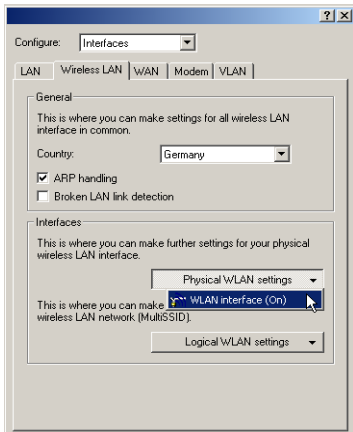 Configure: Interfaces
LAN Wireless LAN WAN Modem VLAN
General
This is where you can make settings for all wireless LAN
interface in common.
Country: Germany
ARP handling
Broken LAN link detection
Interfaces
This is where you can make further settings for your physical
wireless LAN interface.
Physical WLAN settings
WLAN interface (On)
This is where you can make
wireless LAN network (MultiSSID).
Logical WLAN settings